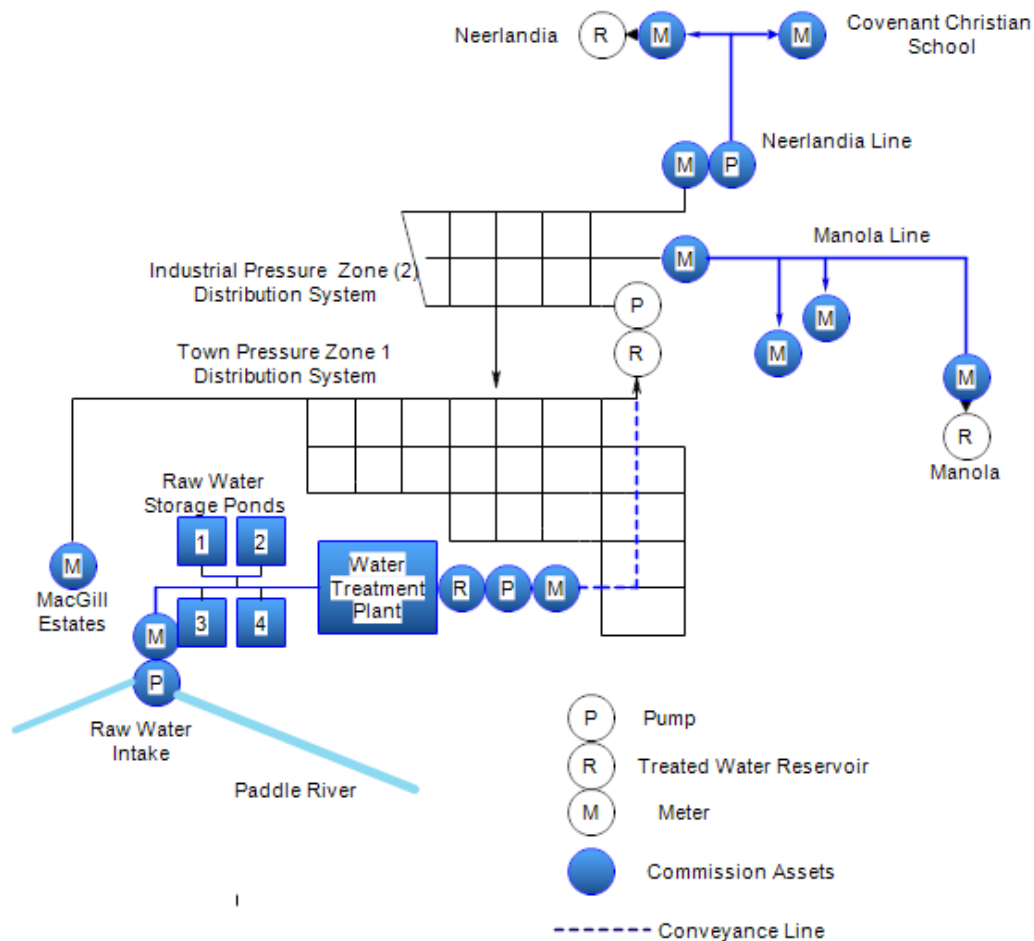 Neerlandia
R
M
M
Covenant Christian
School
Neerlandia Line
M
P
Manola Line
Industrial Pressure Zone (2)
Distribution System
M
P
M
M
Town Pressure Zone 1
Distribution System
R
M
R
Manola
Raw Water
Storage Ponds
1
2
3
4
M
MacGill
Estates
Water
Treatment
Plant
R
P
M
M
P
Raw Water
Intake
Paddle River
P
Pump
R
Treated Water Reservoir
M
Meter
Commission Assets
Conveyance Line